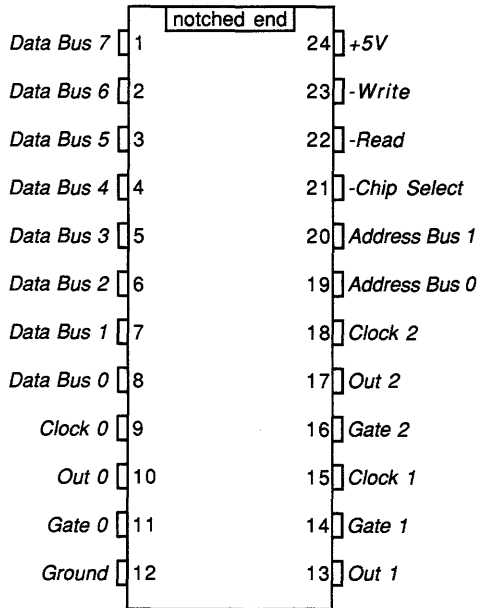 notched end
Data Bus 7 1 24 +5V
Data Bus 6 2 23 -Write
Data Bus 5 3 22 -Read
Data Bus 4 4 21 -Chip Select
Data Bus 3 5 20 Address Bus 1
Data Bus 2 6 19 Address Bus 0
Data Bus 1 7 18 Clock 2
Data Bus 0 8 17 Out 2
Clock 0 9 16 Gate 2
Out 0 10 15 Clock 1
Gate 0 11 14 Gate 1
Ground 12 13 Out 1